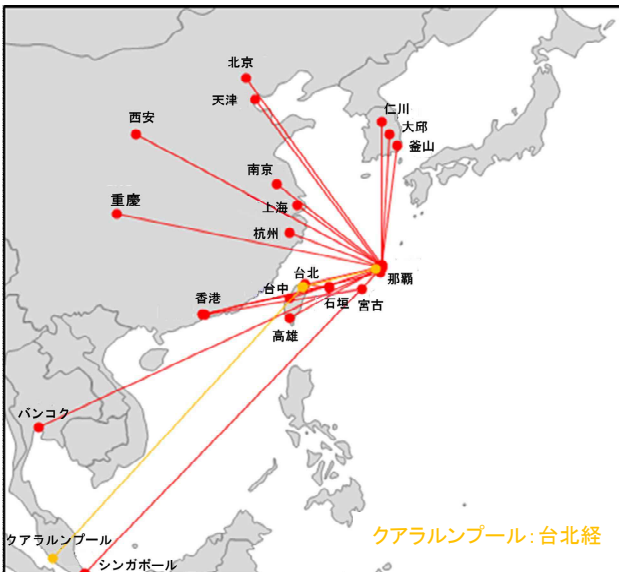 北京
天津
仁川
西安
大邱
釜山
南京
重慶
上海
杭州
台北
那覇
香港
台中
石垣
宮古
高雄
バンコク
クアラルンプール:台北経
クアラルンプール
シンガポール